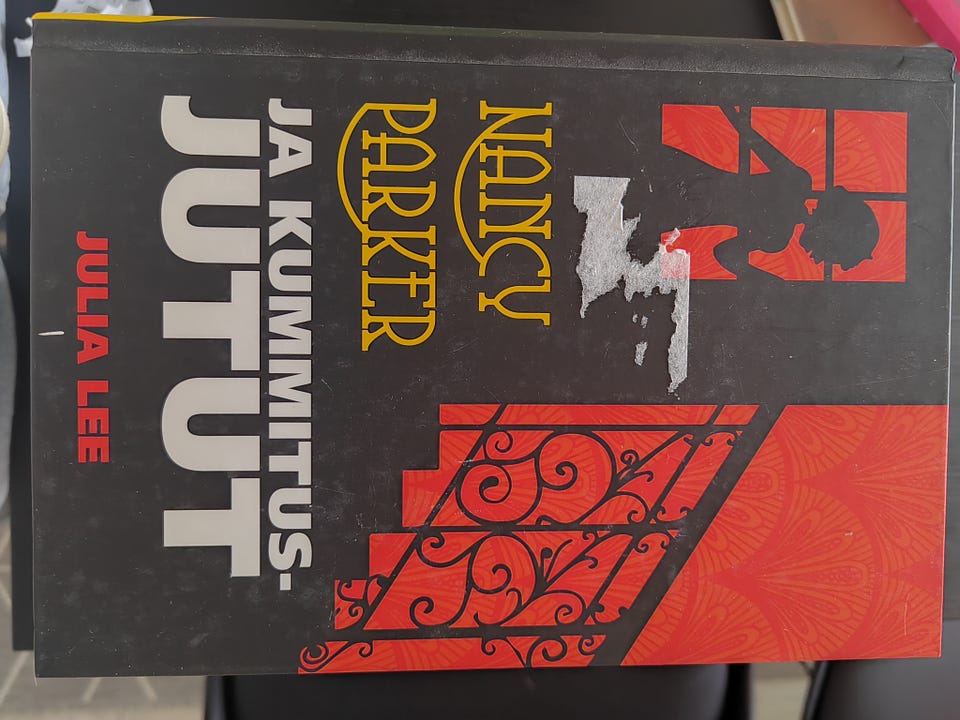 NANCY
PARKER
JA KUMMITUS-
JUTUT
JULIA LEE